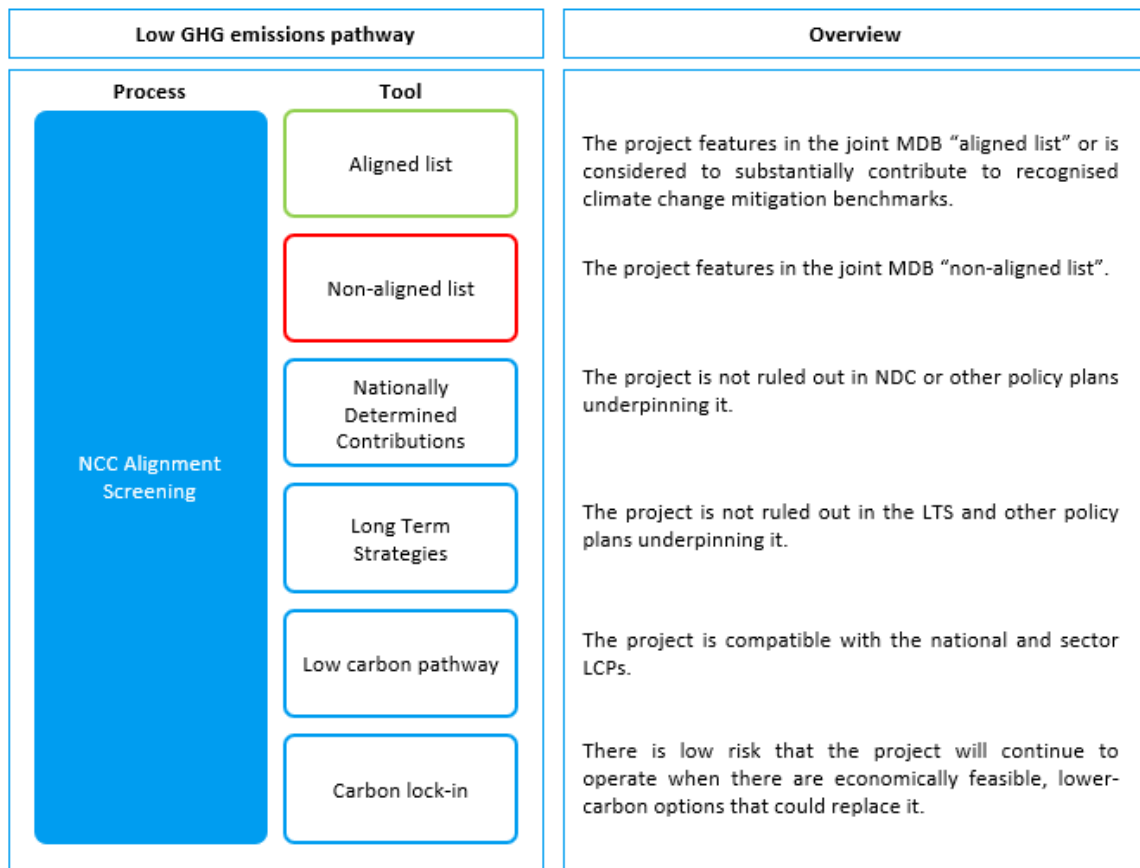 Low GHG emissions pathway
Overview
Process
Tool
NCC Alignment
Screening
Aligned list
The project features in the joint MDB “aligned list” or is
considered to substantially contribute to recognised
climate change mitigation benchmarks.
Non-aligned list
The project features in the joint MDB “non-aligned list”.
Nationally
Determined
Contributions
The project is not ruled out in NDC or other policy plans
underpinning it.
Long Term
Strategies
The project is not ruled out in the LTS and other policy
plans underpinning it.
Low carbon pathway
The project is compatible with the national and sector
LCPs.
Carbon lock-in
There is low risk that the project will continue to
operate when there are economically feasible, lower-
carbon options that could replace it.